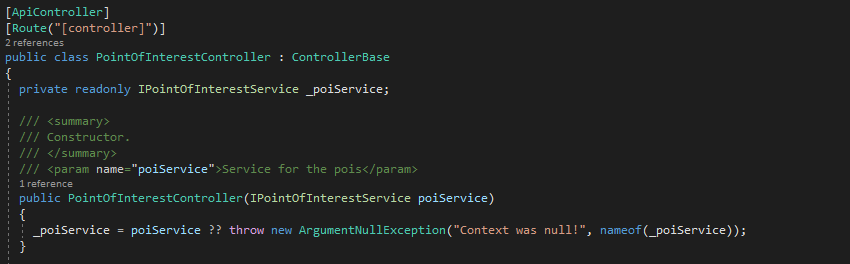 [ApiController]
[Route("[controller]")]
2 references
public class PointOfInterestController : ControllerBase
{
private readonly IPointOfInterestService _poiService;
/// <summary>
/// Constructor.
/// </summary>
/// <param name="poiService">Service for the pois</param>
1 reference
public PointOfInterestController(IPointOfInterestService poiService)
{
_poiService = poiService ?? throw new ArgumentNullException("Context was null!", nameof(_poiService));
}